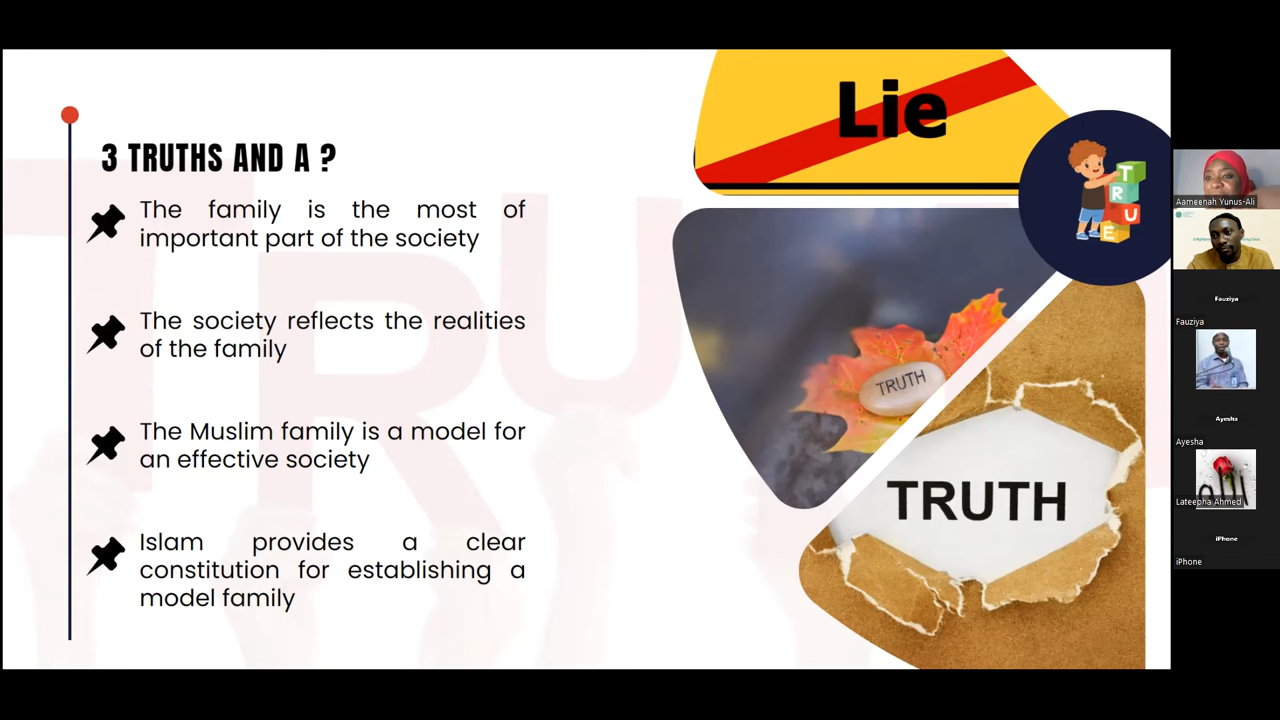 Lie
3 TRUTHS AND A ?
The family is the most of
important part of the society
The society reflects the realities
of the family
The Muslim family is a model for
an effective society
Islam provides a clear
constitution for establishing a
model family
T
R
U
E
TRUTH
TRUTH
TRU
Aameenah Yunus-Ali
Fauziya
Fauziya
Ayesha
Ayesha
الله
Lateepha Ahmed
iPhone
iPhone